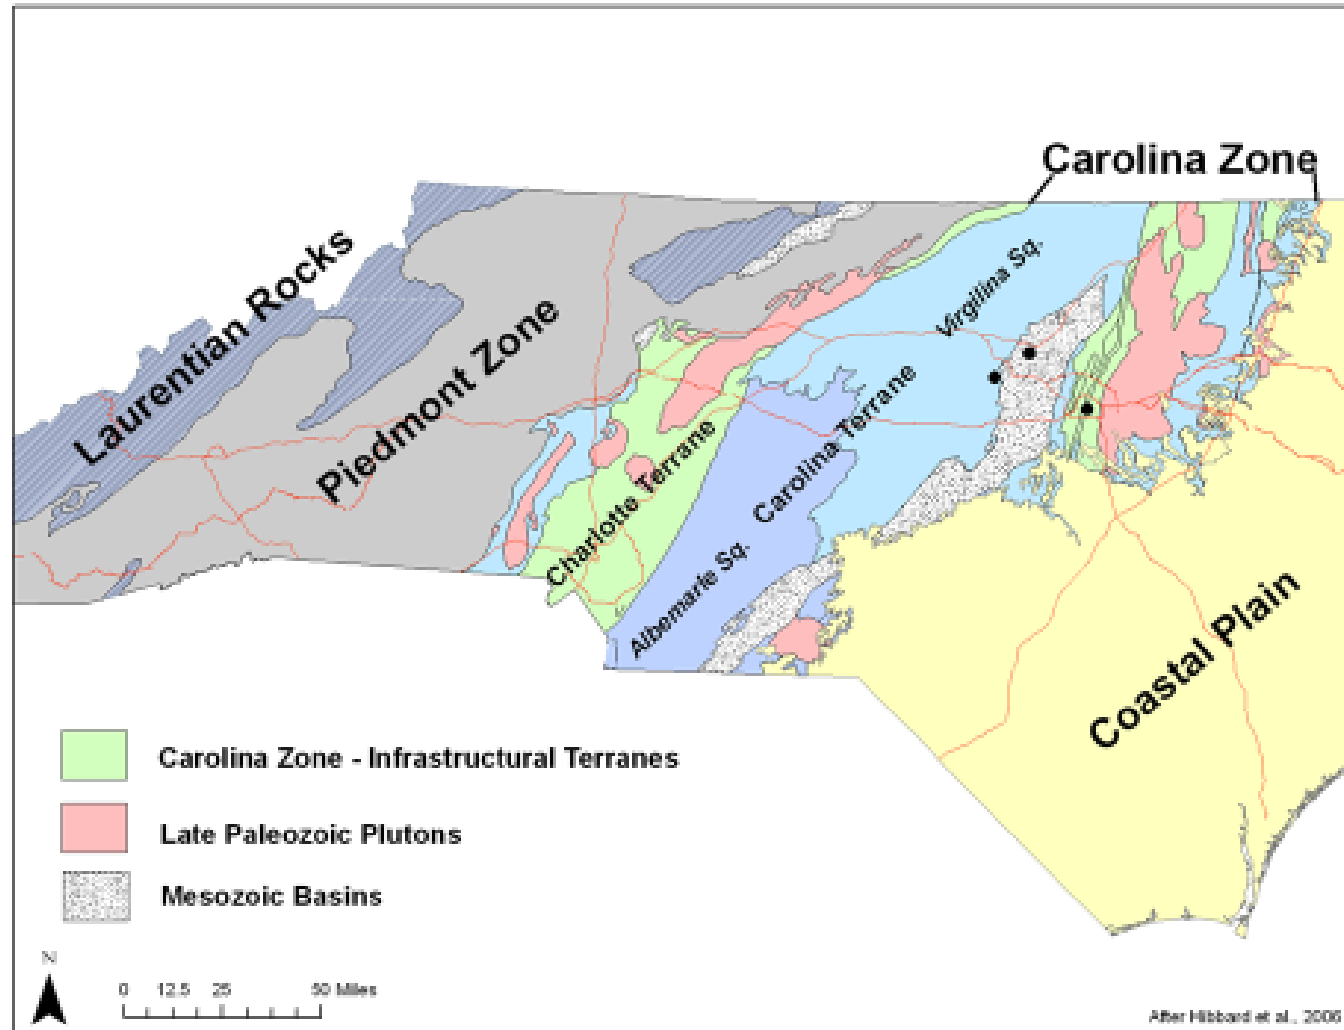 Carolina Zone
Laurentian Rocks
Piedmont Zone
Virgilina Sq.
Carolina Terrane
Charlotte Terrane
Albemarle Sq.
Coastal Plain
Carolina Zone - Infrastructural Terranes
Late Paleozoic Plutons
Mesozoic Basins
N
0 12.5 25 50 Miles
After Hibbard et al., 2006